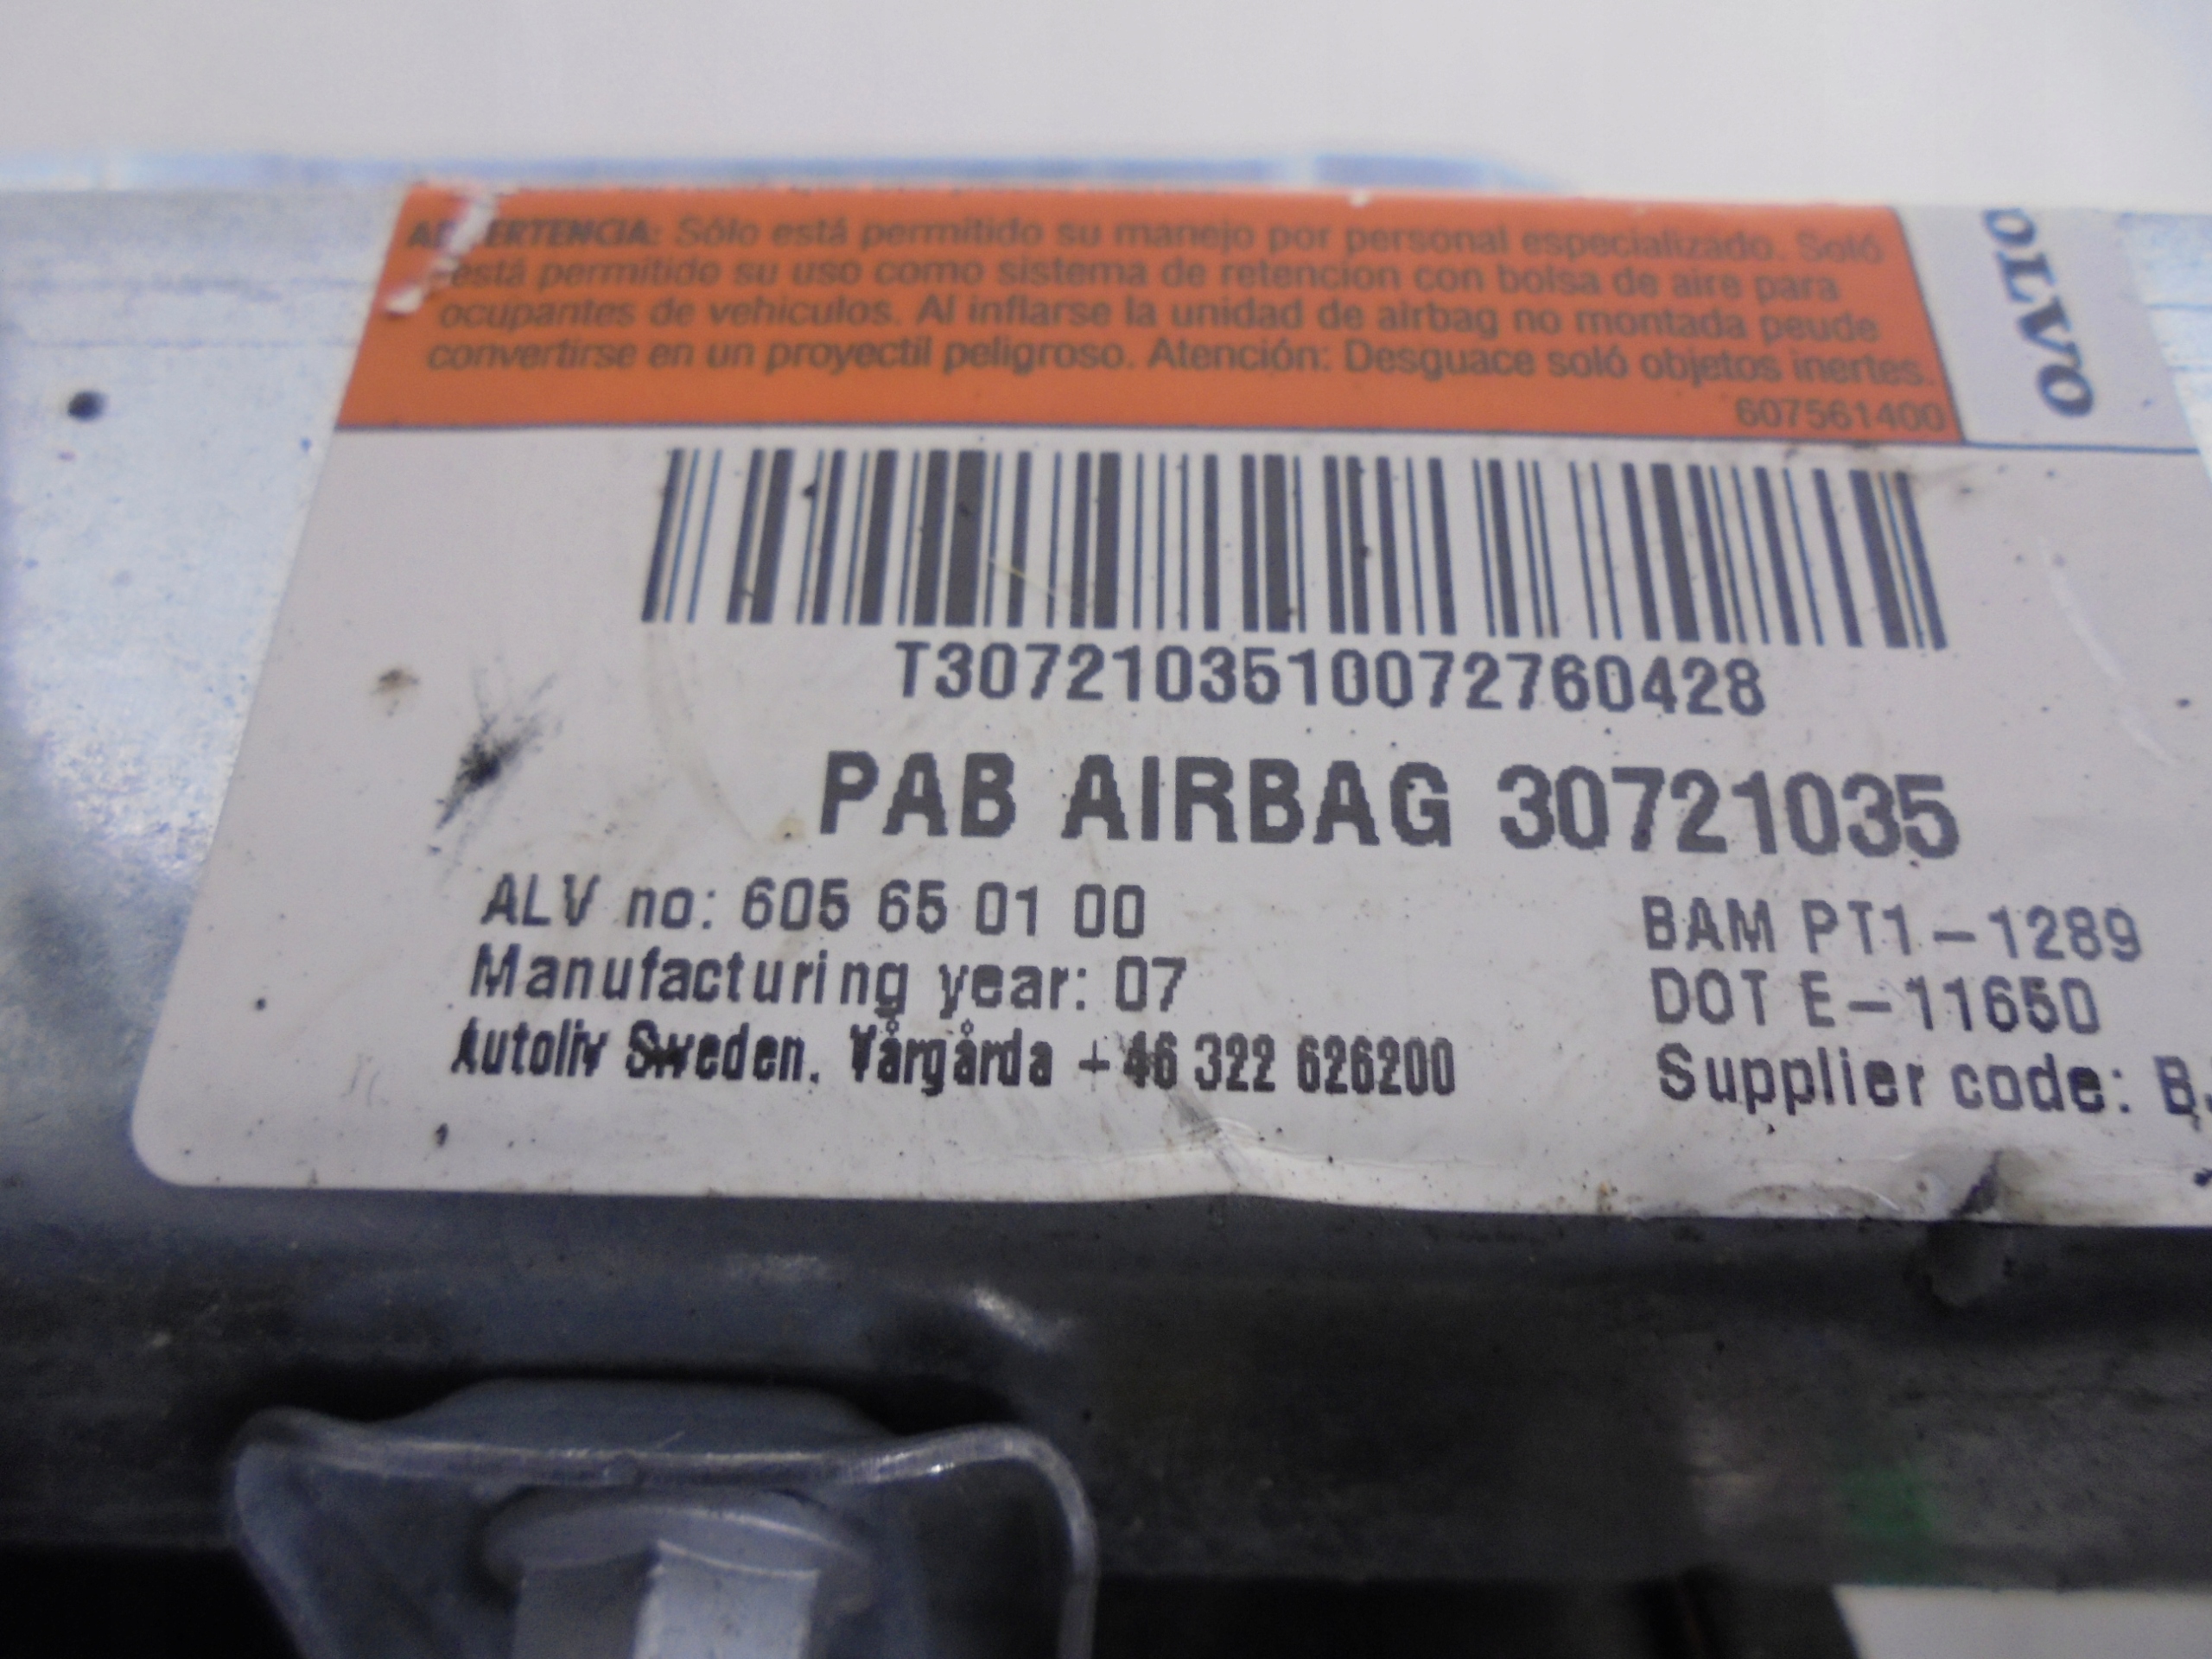 ADVERTENCIA: Sólo está permitido su manejo por personal especializado. Soló
está permitido su uso como sistema de retencion con bolsa de aire para
ocupantes de vehiculos. Al inflarse la unidad de airbag no montada peude
convertirse en un proyectil peligroso. Atención: Desguace soló objetos inertes.
607561400
VOLVO
T3072103510072760428
PAB AIRBAG 30721035
ALV no: 605 65 01 00
Manufacturing year: 07
Autoliv Sweden. Vårgårda +46 322 626200
BAM PT1-1289
DOT E-11650
Supplier code: